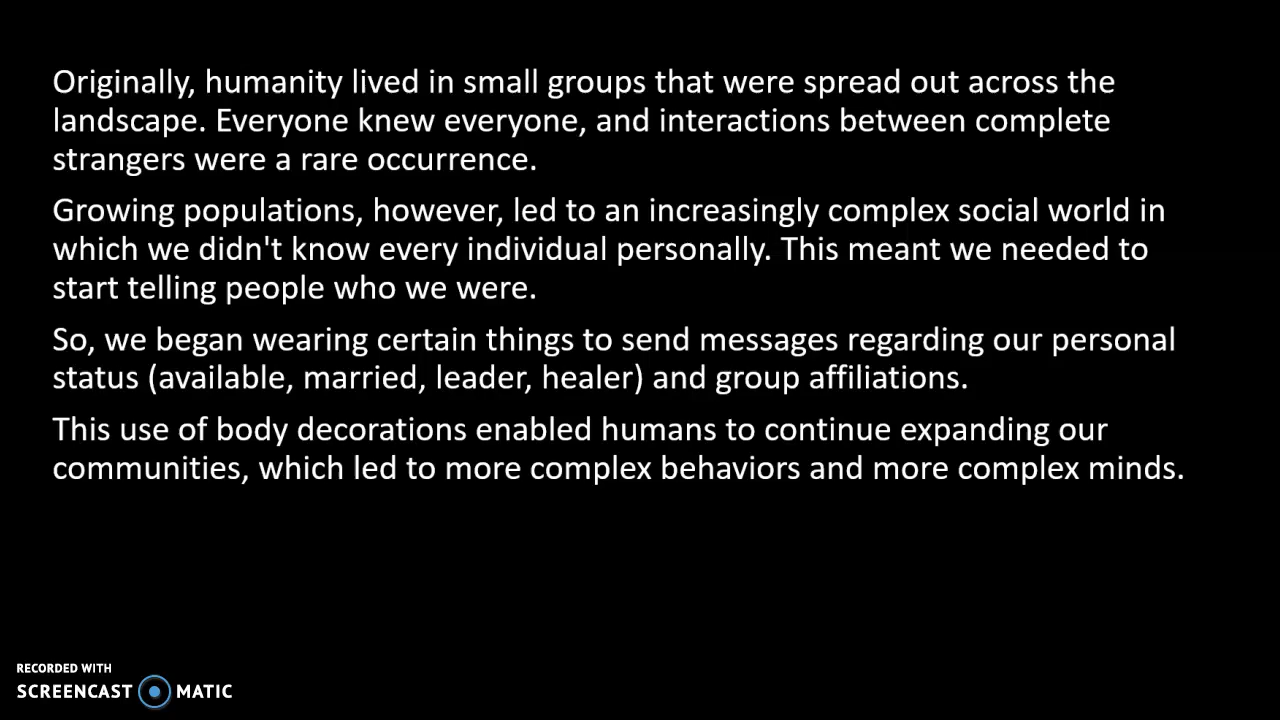 Originally, humanity lived in small groups that were spread out across the
landscape. Everyone knew everyone, and interactions between complete
strangers were a rare occurrence.
Growing populations, however, led to an increasingly complex social world in
which we didn't know every individual personally. This meant we needed to
start telling people who we were.
So, we began wearing certain things to send messages regarding our personal
status (available, married, leader, healer) and group affiliations.
This use of body decorations enabled humans to continue expanding our
communities, which led to more complex behaviors and more complex minds.
RECORDED WITH
SCREENCAST MATIC